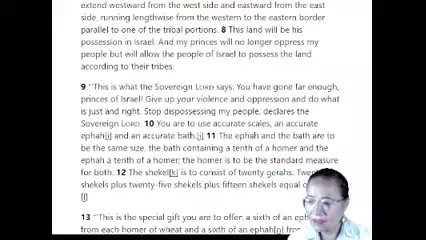 extend westward from the west side and eastward from the east
side, running lengthwise from the western to the eastern border
parallel to one of the tribal portions. 8 This land will be his
possession in Israel. And my princes will no longer oppress my
people but will allow the people of Israel to possess the land
according to their tribes.
9 “‘This is what the Sovereign LORD says: You have gone far enough,
princes of Israel! Give up your violence and oppression and do what
is just and right. Stop dispossessing my people, declares the
Sovereign LORD. 10 You are to use accurate scales, an accurate
ephah[i] and an accurate bath.[j] 11 The ephah and the bath are to
be the same size, the bath containing a tenth of a homer and the
ephah a tenth of a homer; the homer is to be the standard measure
for both. 12 The shekel[k] is to consist of twenty gerahs. Twenty
shekels plus twenty-five shekels plus fifteen shekels equal
[l]
13 “‘This is the special gift you are to offer: a sixth of an
from each homer of wheat and a sixth of an